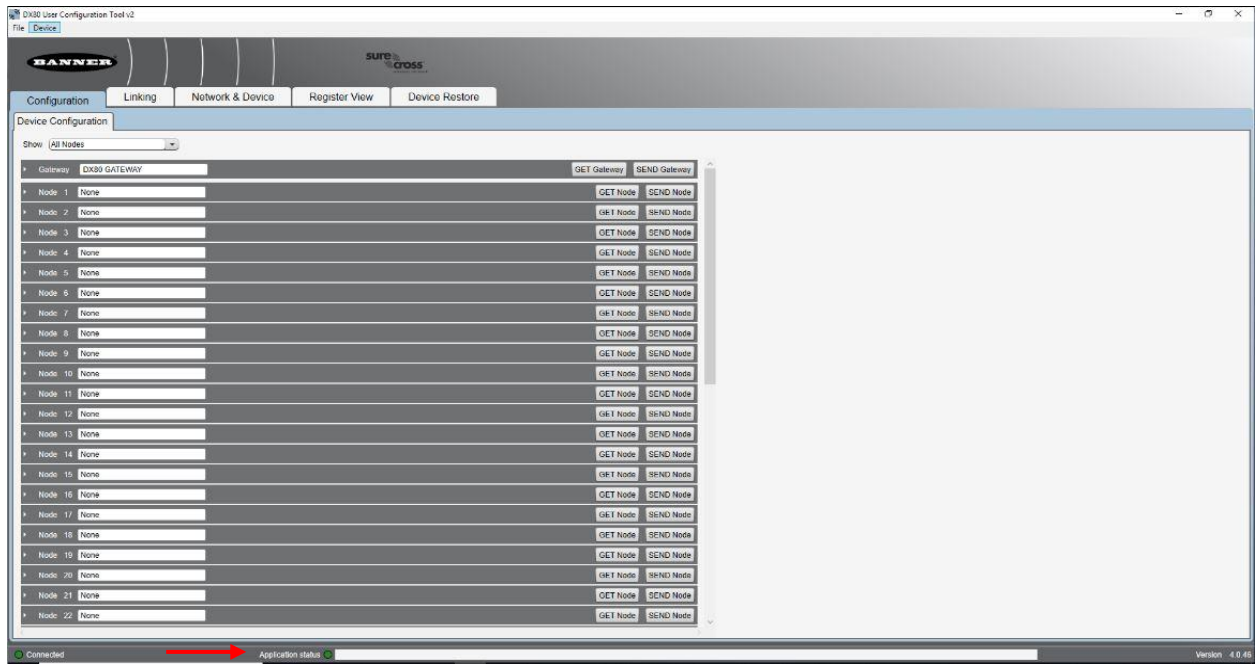 DX80 User Configuration Tool v2
File Device
BANNER
sure cross
Configuration Linking Network & Device Register View Device Restore
Device Configuration
Show All Nodes
Gateway DX80 GATEWAY GET Gateway SEND Gateway
Node 1 None GET Node SEND Node
Node 2 None GET Node SEND Node
Node 3 None GET Node SEND Node
Node 4 None GET Node SEND Node
Node 5 None GET Node SEND Node
Node 6 None GET Node SEND Node
Node 7 None GET Node SEND Node
Node 8 None GET Node SEND Node
Node 9 None GET Node SEND Node
Node 10 None GET Node SEND Node
Node 11 None GET Node SEND Node
Node 12 None GET Node SEND Node
Node 13 None GET Node SEND Node
Node 14 None GET Node SEND Node
Node 15 None GET Node SEND Node
Node 16 None GET Node SEND Node
Node 17 None GET Node SEND Node
Node 18 None GET Node SEND Node
Node 19 None GET Node SEND Node
Node 20 None GET Node SEND Node
Node 21 None GET Node SEND Node
Node 22 None GET Node SEND Node
Connected Application status Version 4.0.46